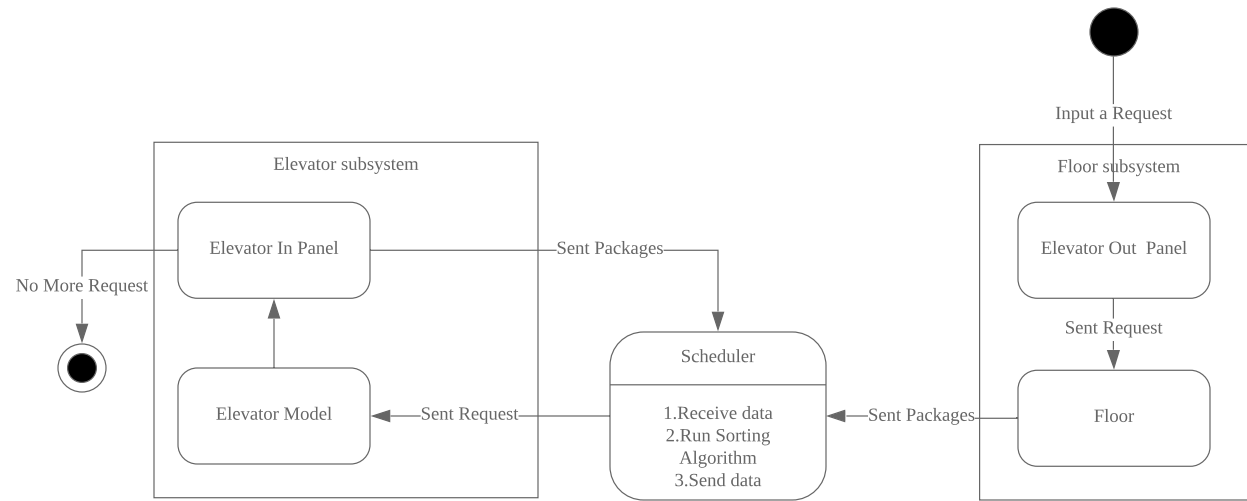 Input a Request
Elevator subsystem
Floor subsystem
Elevator In Panel
Sent Packages
Elevator Out  Panel
No More Request
Sent Request
Scheduler
Elevator Model
Sent Request
1.Receive data
2.Run Sorting
Algorithm
3.Send data
Sent Packages
Floor